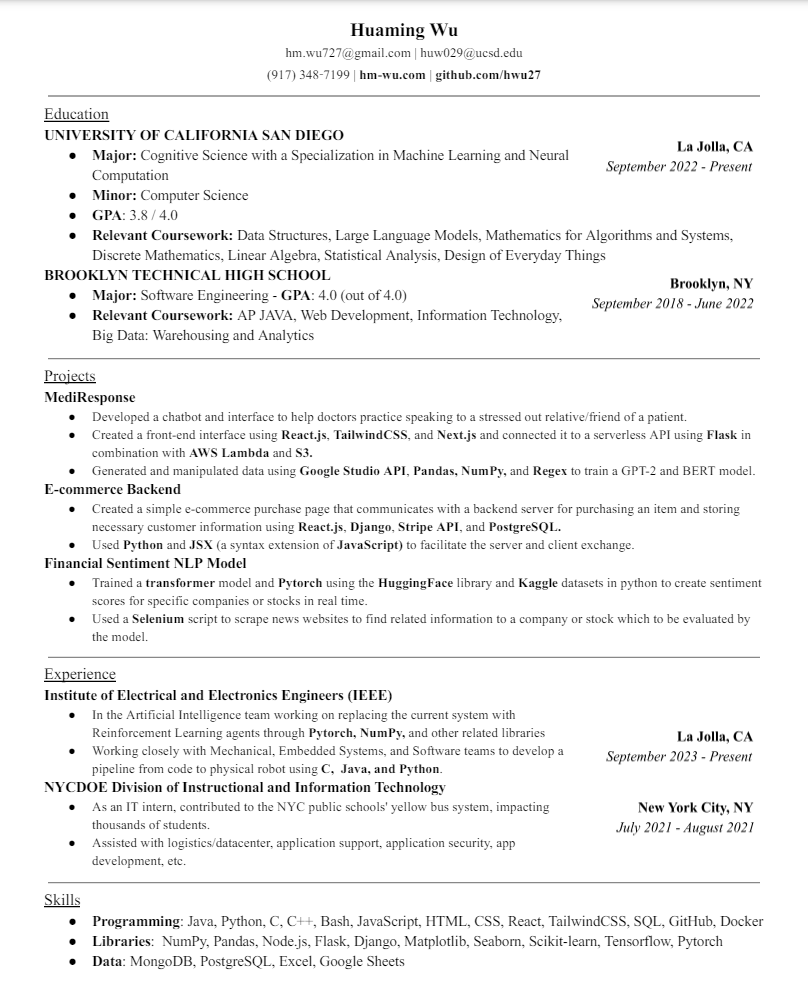 Huaming Wu
hm.wu727@gmail.com | huw029@ucsd.edu
(917) 348-7199 | hm-wu.com | github.com/hwu27
Education
UNIVERSITY OF CALIFORNIA SAN DIEGO
La Jolla, CA
● Major: Cognitive Science with a Specialization in Machine Learning and Neural
Computation
September 2022 - Present
● Minor: Computer Science
● GPA: 3.8 / 4.0
● Relevant Coursework: Data Structures, Large Language Models, Mathematics for Algorithms and Systems,
Discrete Mathematics, Linear Algebra, Statistical Analysis, Design of Everyday Things
BROOKLYN TECHNICAL HIGH SCHOOL
Brooklyn, NY
● Major: Software Engineering - GPA: 4.0 (out of 4.0)
September 2018 - June 2022
● Relevant Coursework: AP JAVA, Web Development, Information Technology,
Big Data: Warehousing and Analytics
Projects
MediResponse
● Developed a chatbot and interface to help doctors practice speaking to a stressed out relative/friend of a patient.
● Created a front-end interface using React.js, TailwindCSS, and Next.js and connected it to a serverless API using Flask in
combination with AWS Lambda and S3.
● Generated and manipulated data using Google Studio API, Pandas, NumPy, and Regex to train a GPT-2 and BERT model.
E-commerce Backend
● Created a simple e-commerce purchase page that communicates with a backend server for purchasing an item and storing
necessary customer information using React.js, Django, Stripe API, and PostgreSQL.
● Used Python and JSX (a syntax extension of JavaScript) to facilitate the server and client exchange.
Financial Sentiment NLP Model
● Trained a transformer model and Pytorch using the HuggingFace library and Kaggle datasets in python to create sentiment
scores for specific companies or stocks in real time.
● Used a Selenium script to scrape news websites to find related information to a company or stock which to be evaluated by
the model.
Experience
Institute of Electrical and Electronics Engineers (IEEE)
● In the Artificial Intelligence team working on replacing the current system with
Reinforcement Learning agents through Pytorch, NumPy, and other related libraries
La Jolla, CA
● Working closely with Mechanical, Embedded Systems, and Software teams to develop a
pipeline from code to physical robot using C, Java, and Python.
September 2023 - Present
NYCDOE Division of Instructional and Information Technology
● As an IT intern, contributed to the NYC public schools' yellow bus system, impacting
thousands of students.
New York City, NY
July 2021 - August 2021
● Assisted with logistics/datacenter, application support, application security, app
development, etc.
Skills
● Programming: Java, Python, C, C++, Bash, JavaScript, HTML, CSS, React, TailwindCSS, SQL, GitHub, Docker
● Libraries: NumPy, Pandas, Node.js, Flask, Django, Matplotlib, Seaborn, Scikit-learn, Tensorflow, Pytorch
● Data: MongoDB, PostgreSQL, Excel, Google Sheets